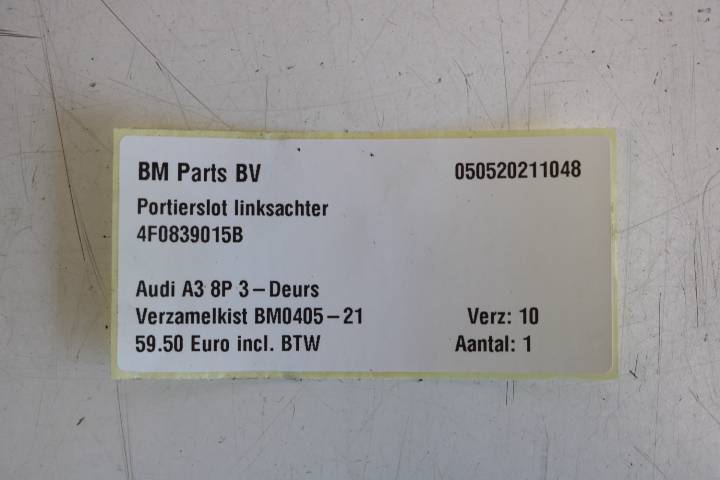 BM Parts BV 050520211048
Portierslot linksachter
4F0839015B
Audi A3 8P 3-Deurs
Verzamelkist BM0405-21 Verz: 10
59.50 Euro incl. BTW Aantal: 1